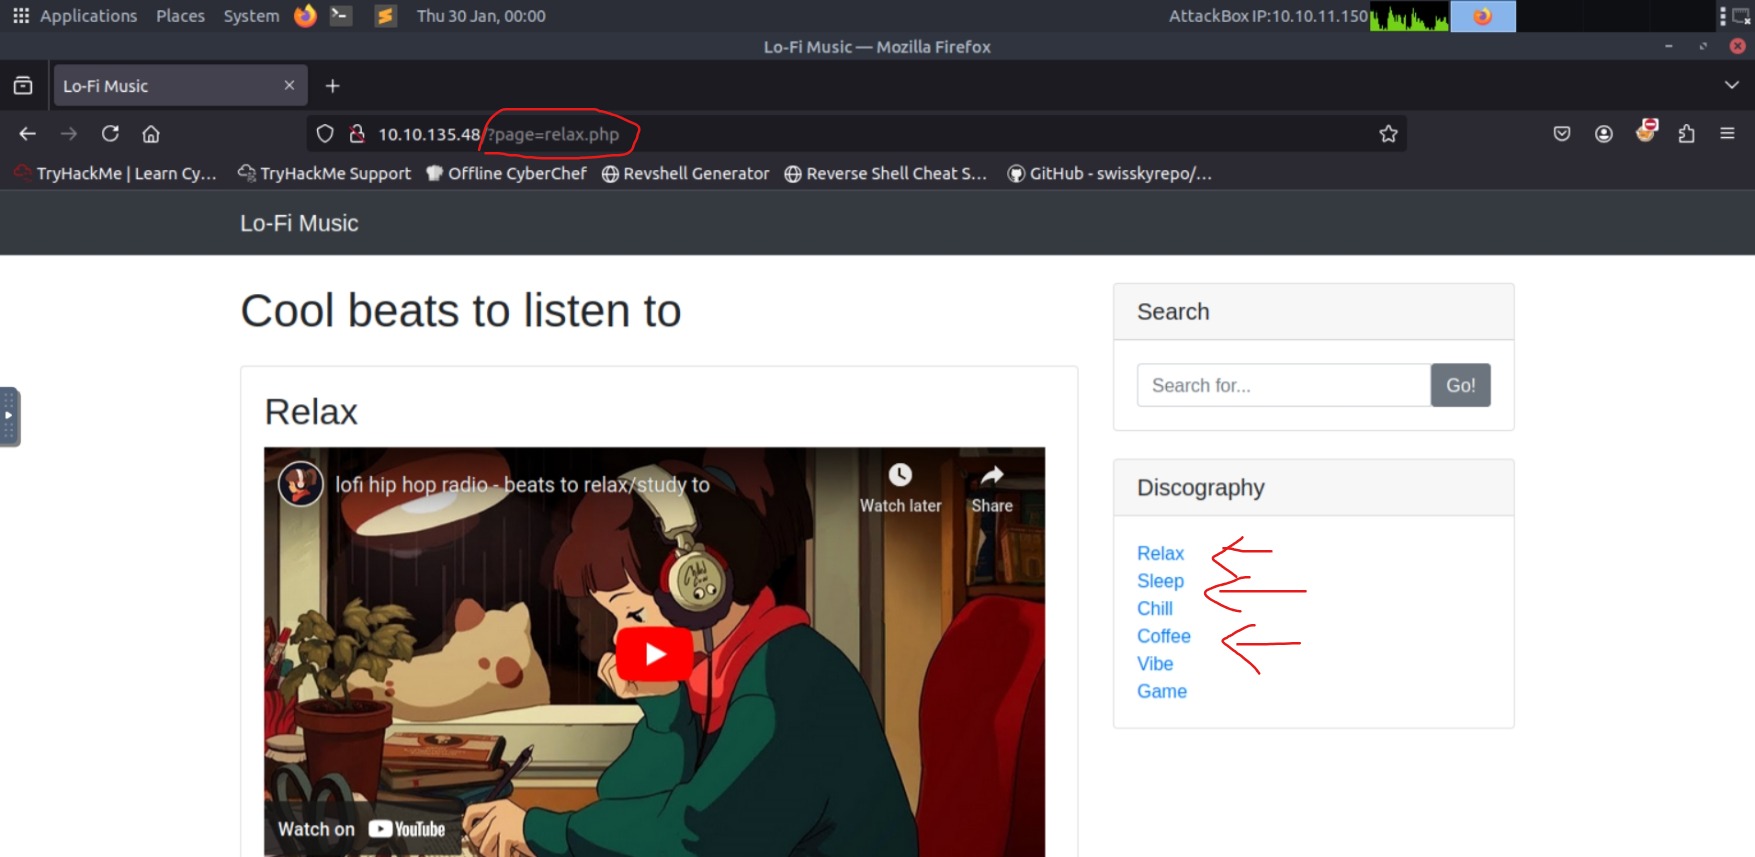 Applications Places System Thu 30 Jan, 00:00 AttackBox IP:10.10.11.150
Lo-Fi Music — Mozilla Firefox
Lo-Fi Music
10.10.135.48/?page=relax.php
TryHackMe | Learn Cy... TryHackMe Support Offline CyberChef Revshell Generator Reverse Shell Cheat S... GitHub - swisskyrepo/...
Lo-Fi Music
Cool beats to listen to
Relax
lofi hip hop radio - beats to relax/study to
Watch later Share
Watch on YouTube
Search
Search for... Go!
Discography
Relax
Sleep
Chill
Coffee
Vibe
Game